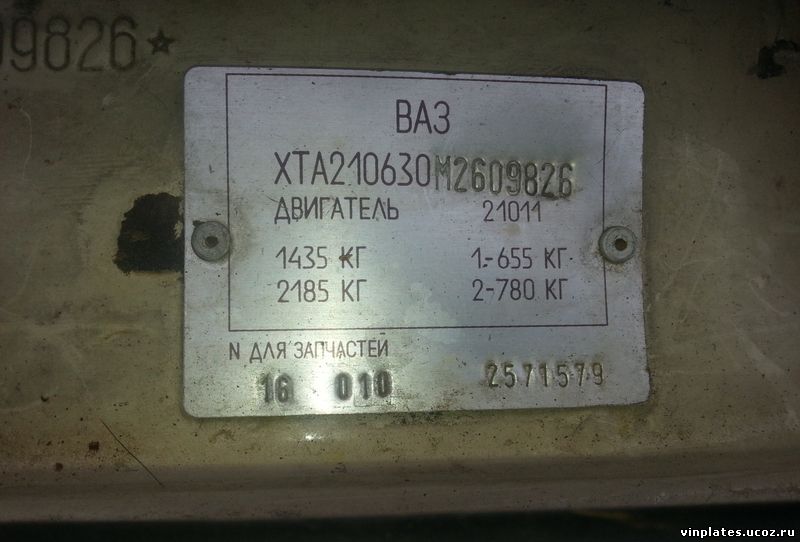 09826★
ВАЗ
ХТА210630М2609826
ДВИГАТЕЛЬ 21011
1435 КГ 1.-655 КГ.
2185 КГ 2-780 КГ
N ДЛЯ ЗАПЧАСТЕЙ
16 010 2571579
vinplates.ucoz.ru